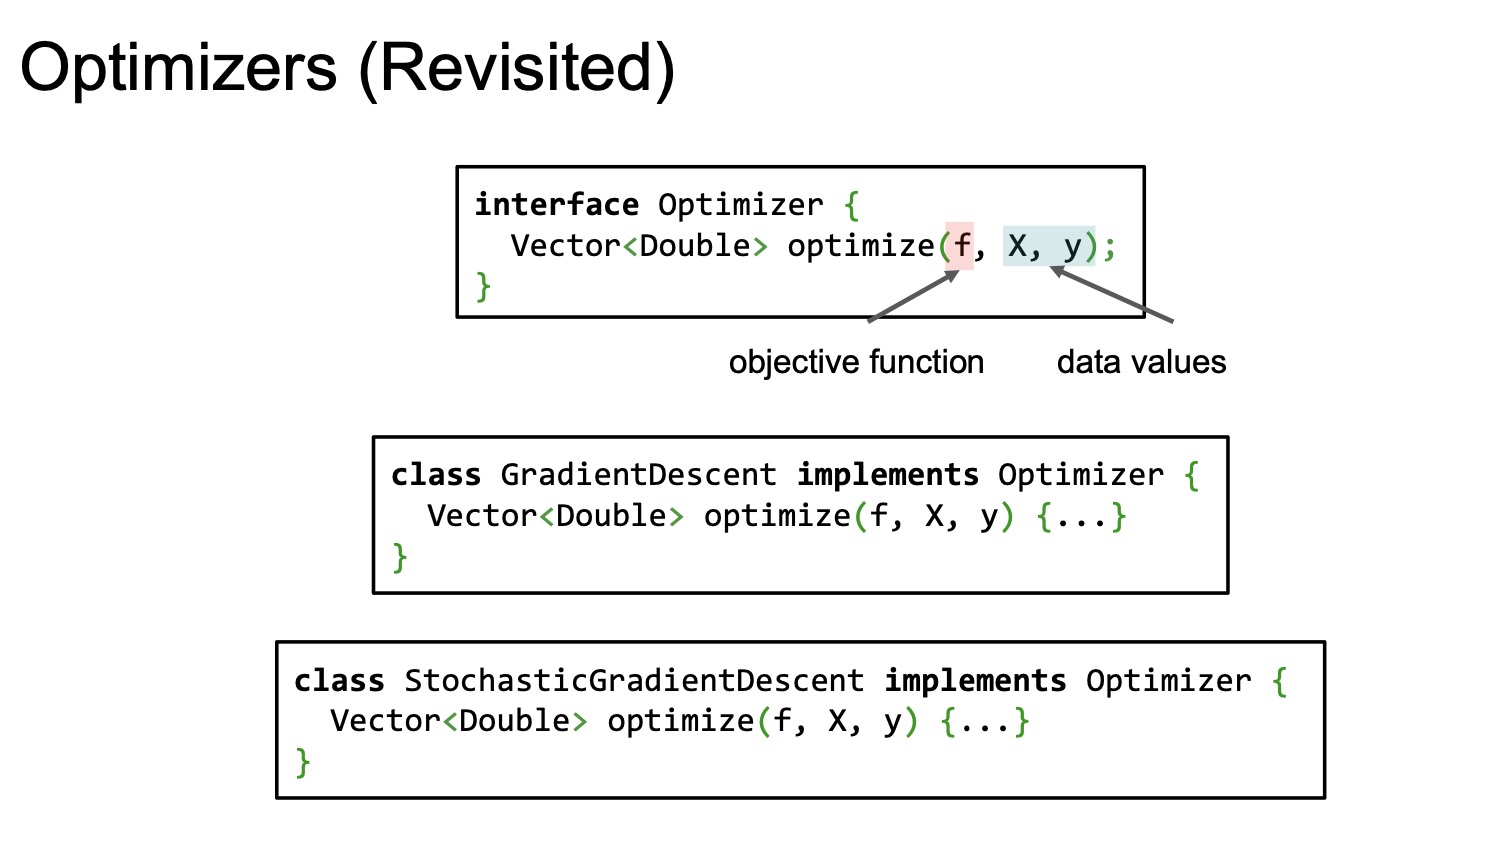 Optimizers (Revisited)
interface Optimizer {
  Vector<Double> optimize(f, X, y);
}
objective function
data values
class GradientDescent implements Optimizer {
  Vector<Double> optimize(f, X, y) {...}
}
class StochasticGradientDescent implements Optimizer {
  Vector<Double> optimize(f, X, y) {...}
}